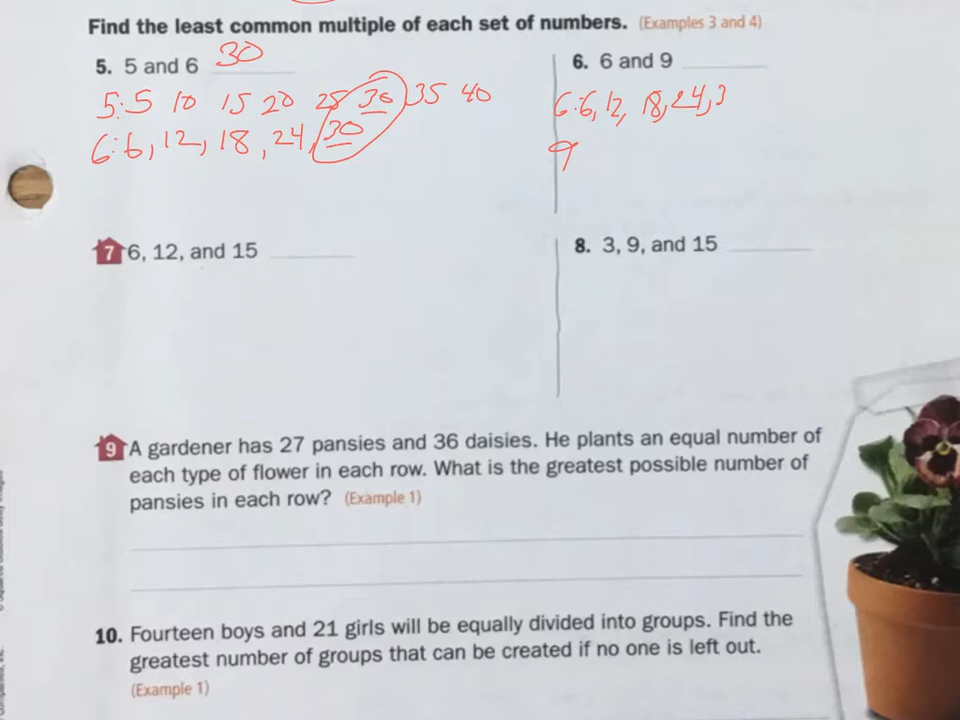 Find the least common multiple of each set of numbers. (Examples 3 and 4)
5. 5 and 6 30
5: 5 10 15 20 25 30 35 40
6: 6, 12, 18, 24, 30
6. 6 and 9
6: 6, 12, 18, 24, 3
9
7 6, 12, and 15
8. 3, 9, and 15
9 A gardener has 27 pansies and 36 daisies. He plants an equal number of
each type of flower in each row. What is the greatest possible number of
pansies in each row? (Example 1)
10. Fourteen boys and 21 girls will be equally divided into groups. Find the
greatest number of groups that can be created if no one is left out.
(Example 1)